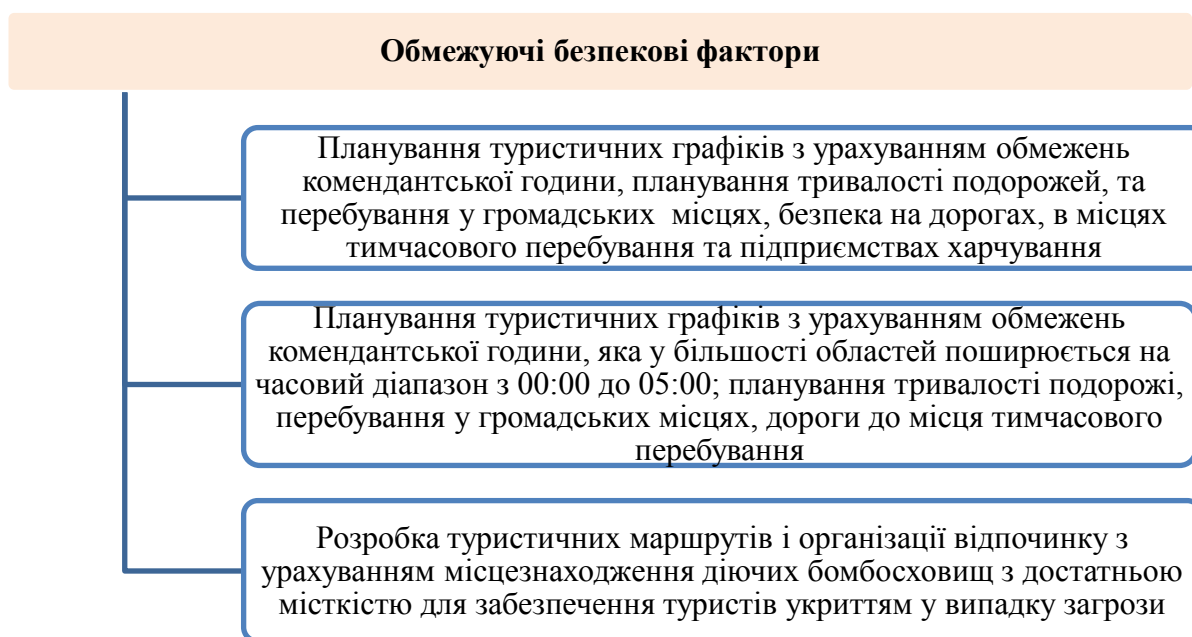 Обмежуючі безпекові фактори
Планування туристичних графіків з урахуванням обмежень
комендантської години, планування тривалості подорожей, та
перебування у громадських місцях, безпека на дорогах, в місцях
тимчасового перебування та підприємствах харчування
Планування туристичних графіків з урахуванням обмежень
комендантської години, яка у більшості областей поширюється на
часовий діапазон з 00:00 до 05:00; планування тривалості подорожі,
перебування у громадських місцях, дороги до місця тимчасового
перебування
Розробка туристичних маршрутів і організації відпочинку з
урахуванням місцезнаходження діючих бомбосховищ з достатньою
місткістю для забезпечення туристів укриттям у випадку загрози